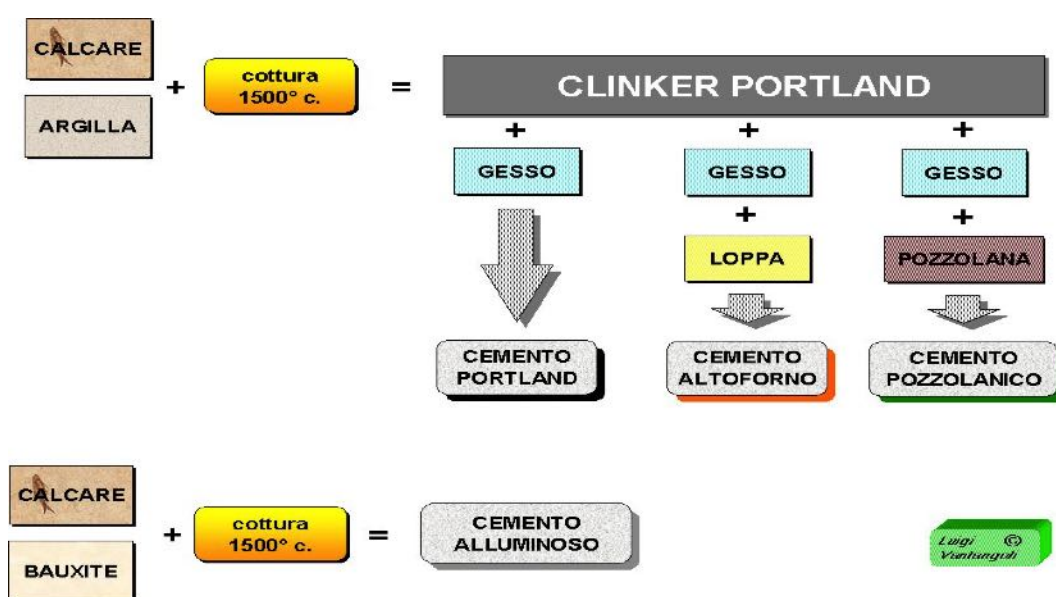 CALCARE
ARGILLA
+
cottura
1500° c.
=
CLINKER PORTLAND
+ + +
GESSO GESSO GESSO
+ +
LOPPA POZZOLANA
CEMENTO
PORTLAND
CEMENTO
ALTOFORNO
CEMENTO
POZZOLANICO
CALCARE
BAUXITE
+
cottura
1500° c.
=
CEMENTO
ALLUMINOSO
Luigi ©